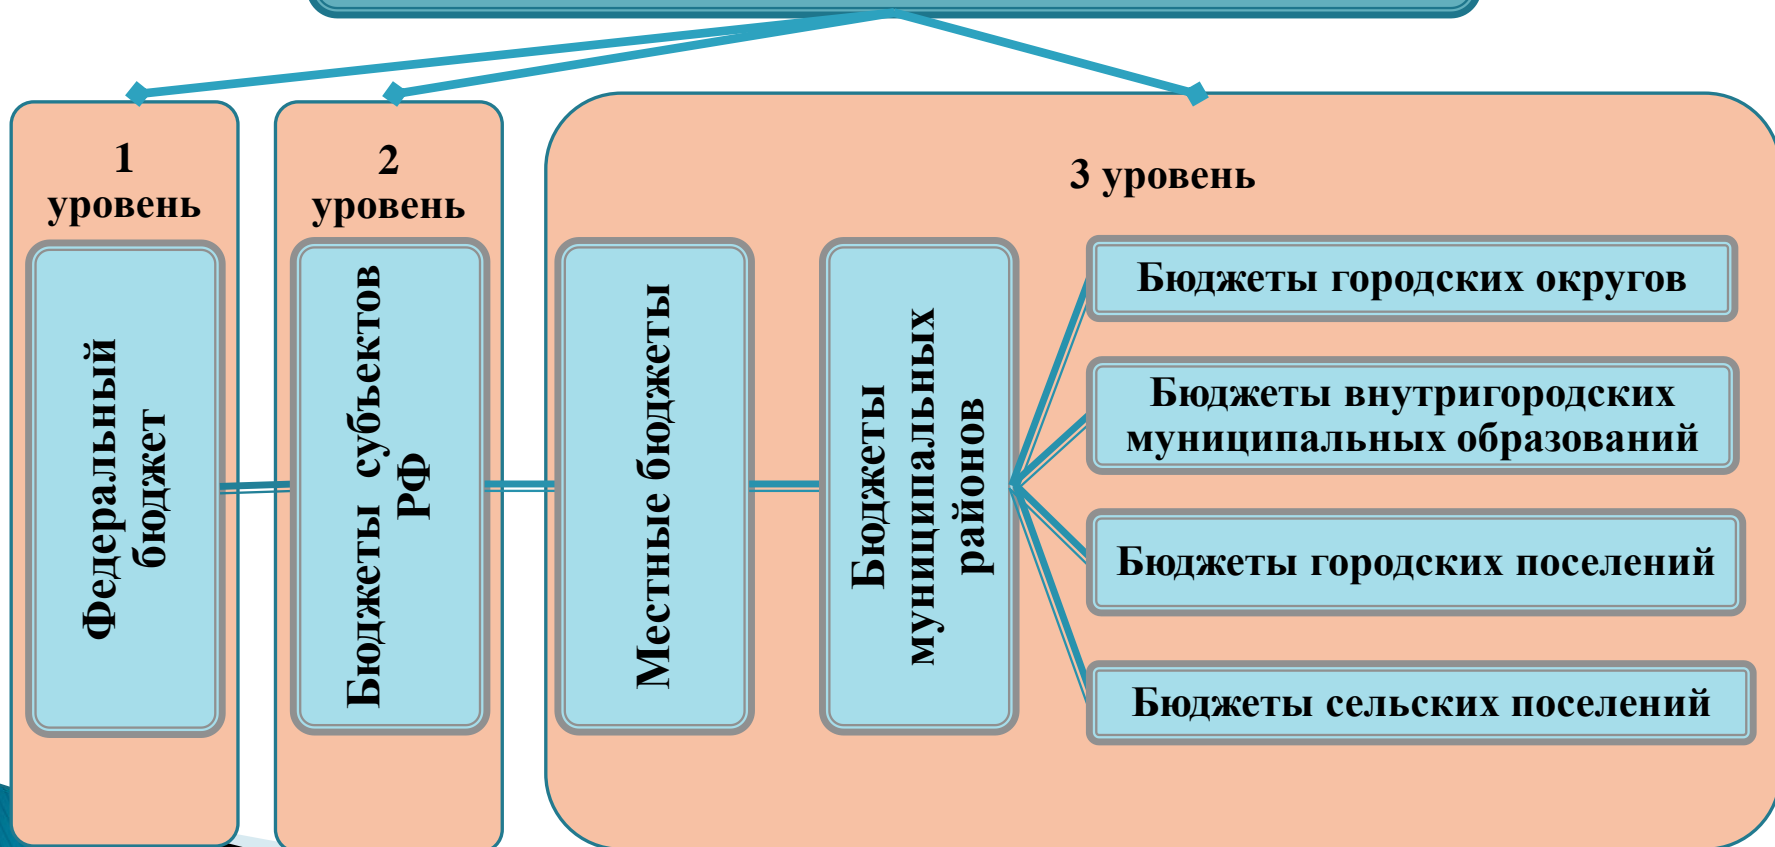 1
уровень
Федеральный
бюджет
2
уровень
Бюджеты субъектов
РФ
3 уровень
Местные бюджеты
Бюджеты
муниципальных
районов
Бюджеты городских округов
Бюджеты внутригородских
муниципальных образований
Бюджеты городских поселений
Бюджеты сельских поселений